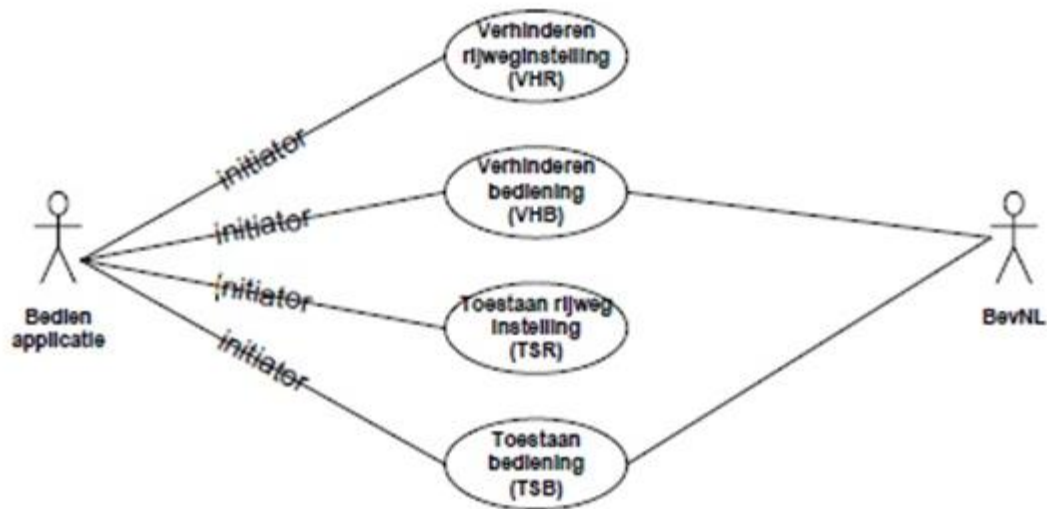 Verhinderen
rijweginstelling
(VHR)
initiator
Verhinderen
bediening
(VHB)
initiator
Bedien
applicatie
initiator
Toestaan rijweg
instelling
(TSR)
BevNL
initiator
Toestaan
bediening
(TSB)